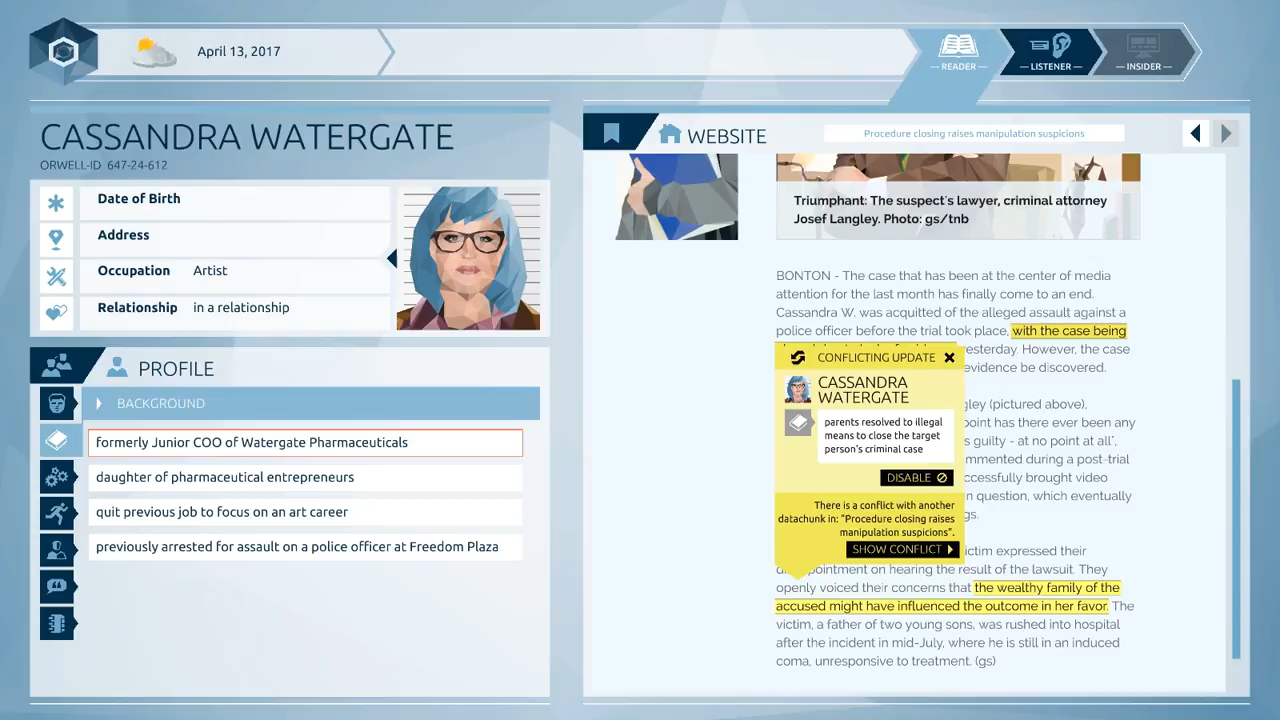 April 13, 2017
READER
LISTENER
INSIDER
CASSANDRA WATERGATE
ORWELL-ID 647-24-612
Date of Birth
Address
Occupation Artist
Relationship in a relationship
PROFILE
BACKGROUND
formerly Junior COO of Watergate Pharmaceuticals
daughter of pharmaceutical entrepreneurs
quit previous job to focus on an art career
previously arrested for assault on a police officer at Freedom Plaza
WEBSITE
Procedure closing raises manipulation suspicions
Triumphant: The suspect's lawyer, criminal attorney
Josef Langley. Photo: gs/tnb
BONTON - The case that has been at the center of media
attention for the last month has finally come to an end.
Cassandra W. was acquitted of the alleged assault against a
police officer before the trial took place, with the case being
yesterday. However, the case
evidence be discovered.
gley (pictured above),
point has there ever been any
s guilty - at no point at all",
mmented during a post-trial
ccessfully brought video
n question, which eventually
gs.
ictim expressed their
pointment on hearing the result of the lawsuit. They
openly voiced their concerns that the wealthy family of the
accused might have influenced the outcome in her favor. The
victim, a father of two young sons, was rushed into hospital
after the incident in mid-July, where he is still in an induced
coma, unresponsive to treatment. (gs)
CONFLICTING UPDATE
CASSANDRA
WATERGATE
parents resolved to illegal
means to close the target
person's criminal case
DISABLE
There is a conflict with another
datachunk in: "Procedure closing raises
manipulation suspicions".
SHOW CONFLICT